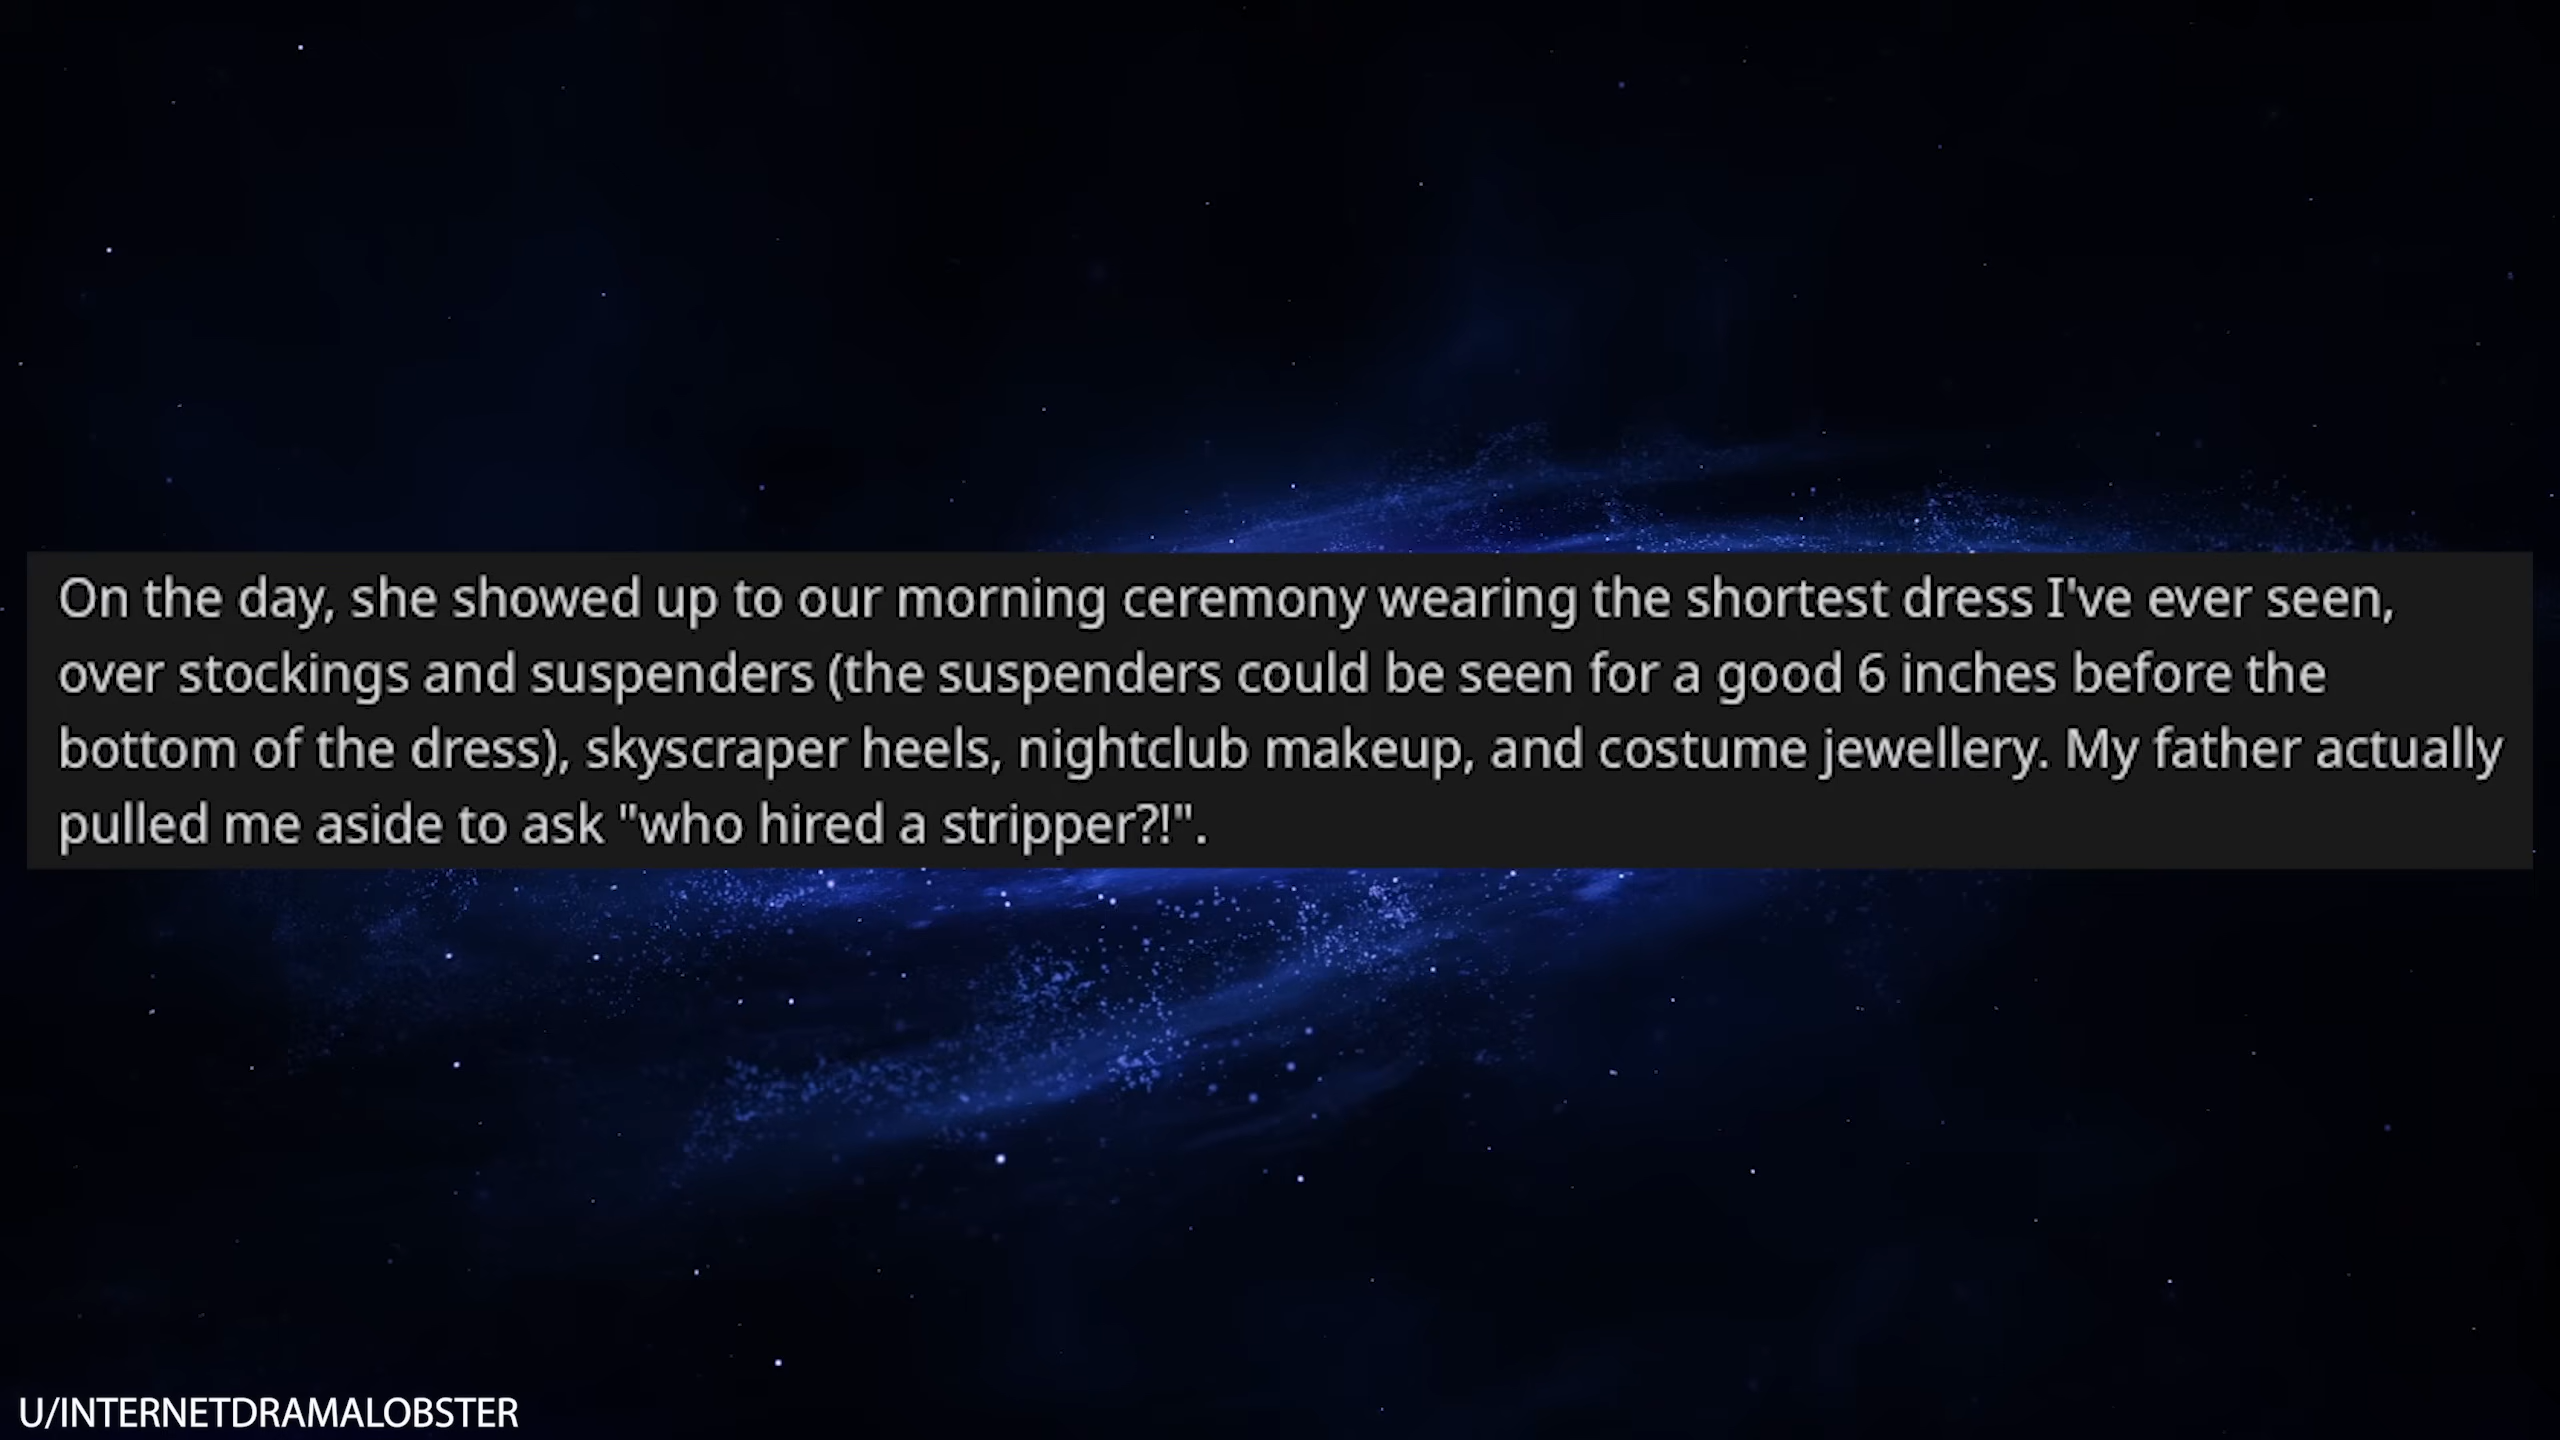 On the day, she showed up to our morning ceremony wearing the shortest dress I've ever seen,
over stockings and suspenders (the suspenders could be seen for a good 6 inches before the
bottom of the dress), skyscraper heels, nightclub makeup, and costume jewellery. My father actually
pulled me aside to ask "who hired a stripper?!".
U/INTERNETDRAMALOBSTER